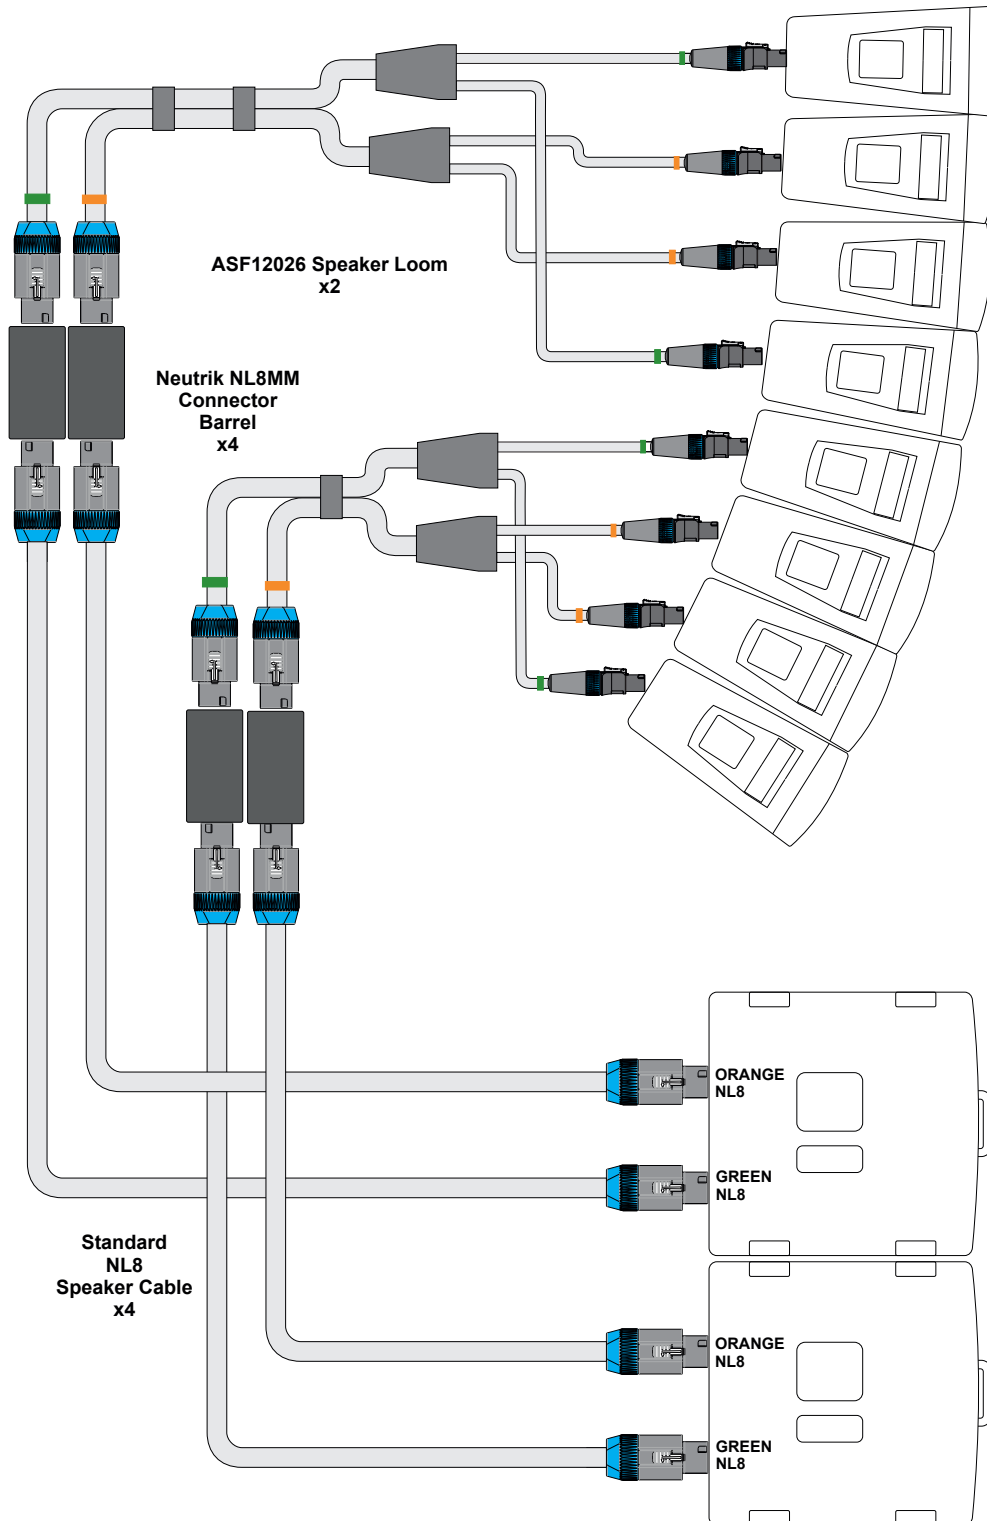 ASF12026 Speaker Loom
x2
Neutrik NL8MM
Connector
Barrel
x4
ORANGE
NL8
GREEN
NL8
Standard
NL8
Speaker Cable
x4
ORANGE
NL8
GREEN
NL8